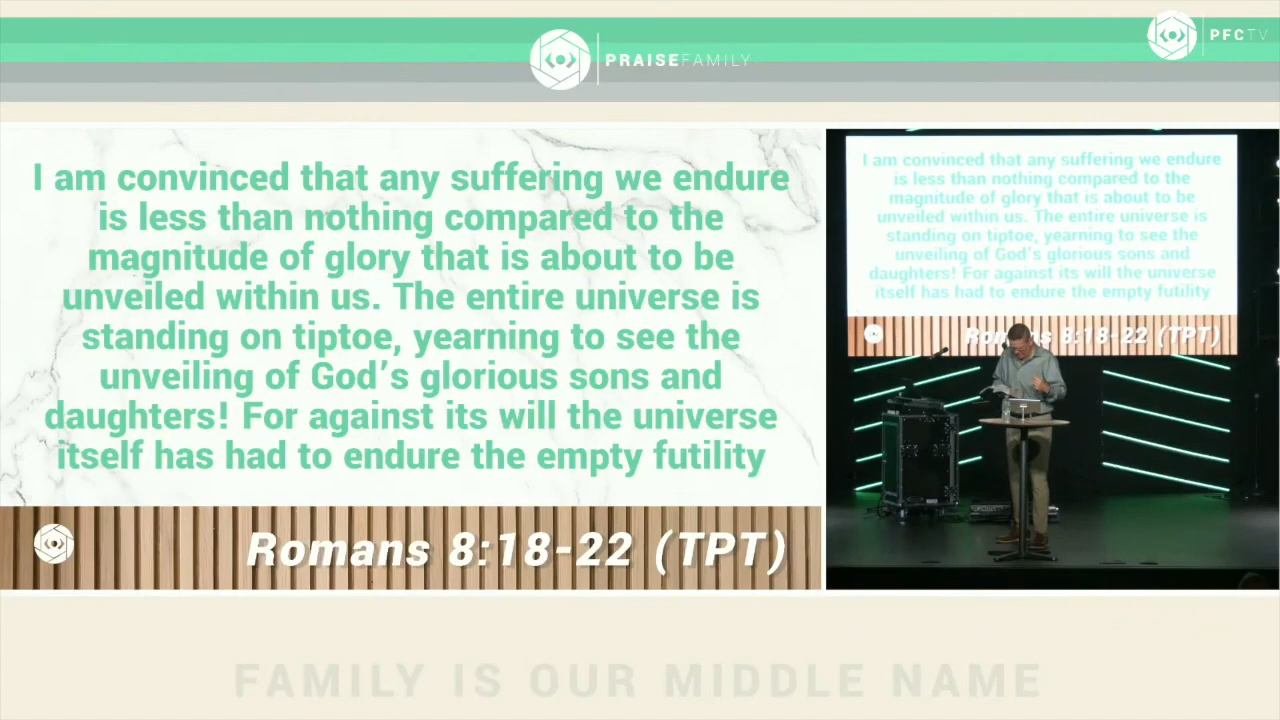 PRAISEFAMILY
PFCTV
I am convinced that any suffering we endure
is less than nothing compared to the
magnitude of glory that is about to be
unveiled within us. The entire universe is
standing on tiptoe, yearning to see the
unveiling of God's glorious sons and
daughters! For against its will the universe
itself has had to endure the empty futility
Romans 8:18-22 (TPT)
I am convinced that any suffering we endure
is less than nothing compared to the
magnitude of glory that is about to be
unveiled within us. The entire universe is
standing on tiptoe, yearning to see the
unveiling of God's glorious sons and
daughters! For against its will the universe
itself has had to endure the empty futility
8:18-22 (TPT)
FAMILY IS OUR MIDDLE NAME